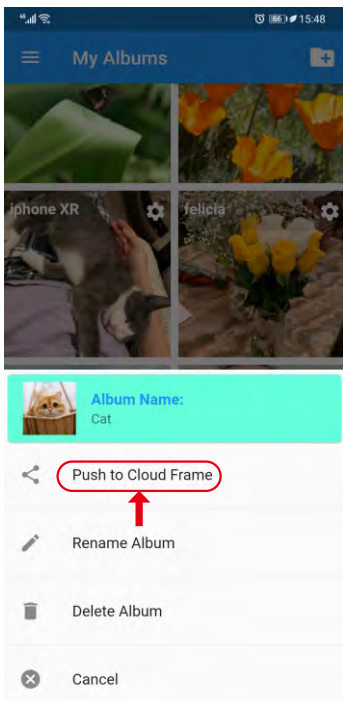 66 15:48
My Albums
iphone XR
felicia
Album Name:
Cat
Push to Cloud Frame
Rename Album
Delete Album
Cancel